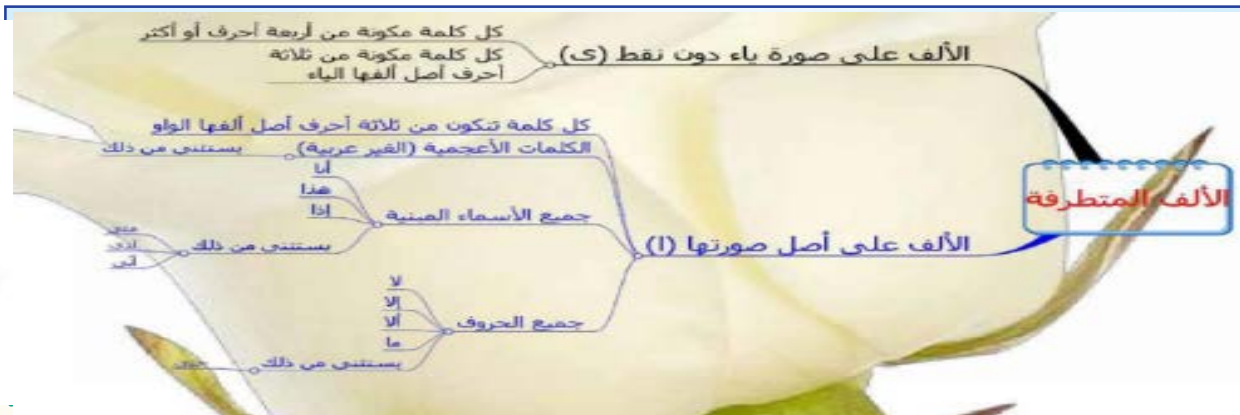 الألف المتطرفة
الألف على صورة ياء دون نقط (ى)
كل كلمة مكونة من أربعة أحرف أو أكثر
كل كلمة مكونة من ثلاثة
أحرف أصل ألفها الياء
الألف على أصل صورتها (ا)
كل كلمة تتكون من ثلاثة أحرف أصل ألفها الواو
الكلمات الأعجمية (الغير عربية)
يستثنى من ذلك
جميع الأسماء المبنية
أنا
هذا
إذا
يستثنى من ذلك
متى
لدى
أنى
جميع الحروف
لا
إلا
ألا
ما
يستثنى من ذلك